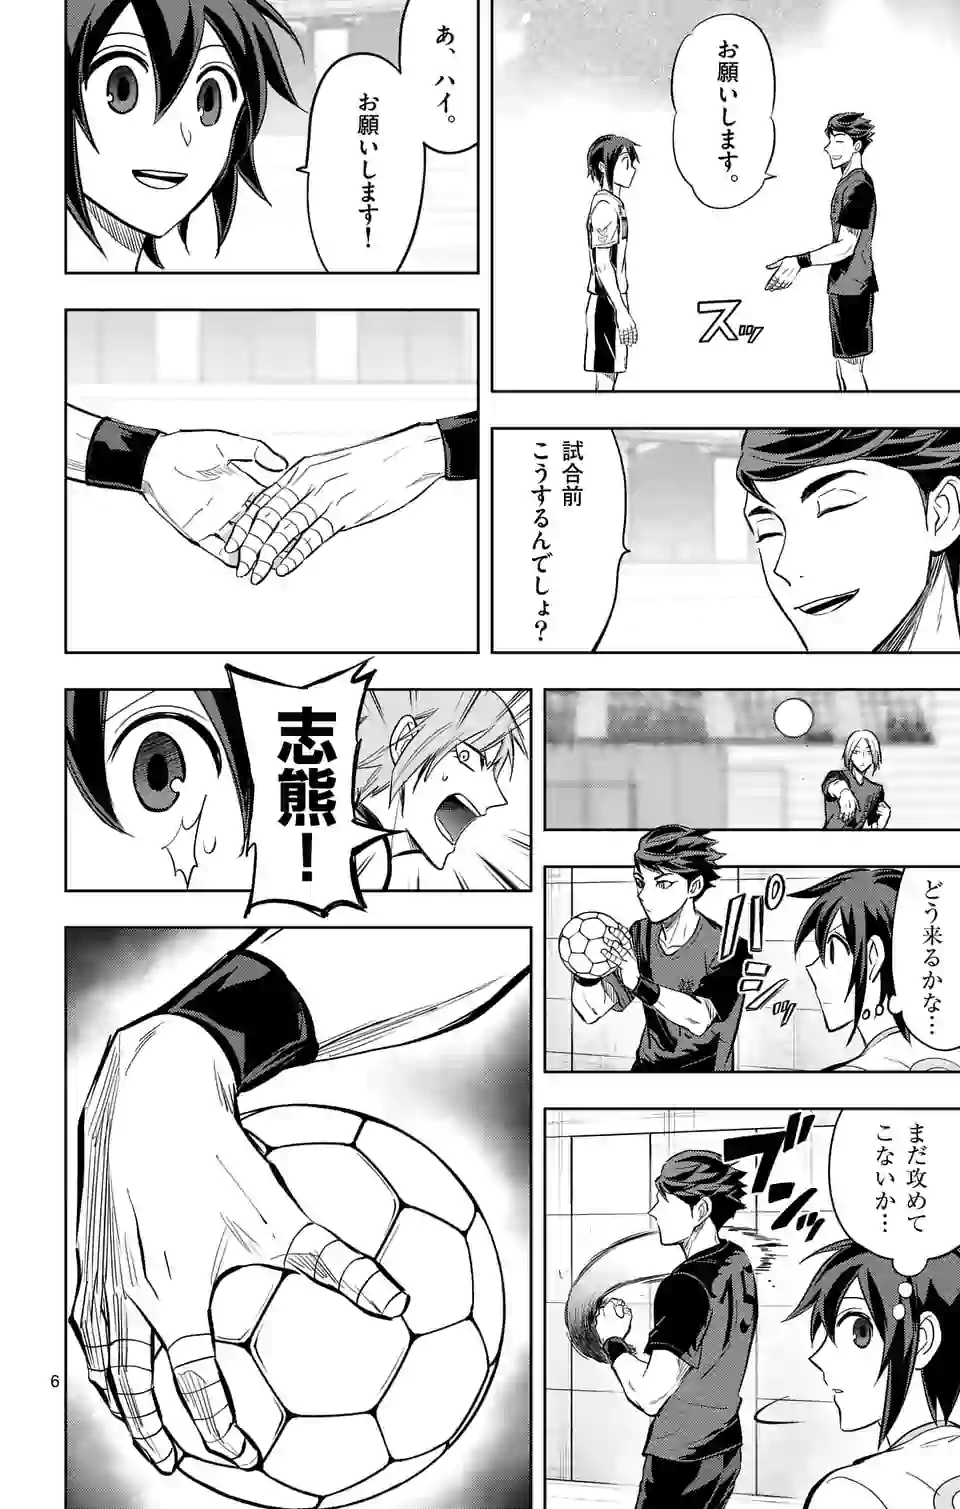 お願いします。
スッ
あ、ハイ。
お願いします!
試合前
こうするんでしょ?
どう来るかな…
パシッ
まだ攻めて
こないか…
ブン
志熊!
6